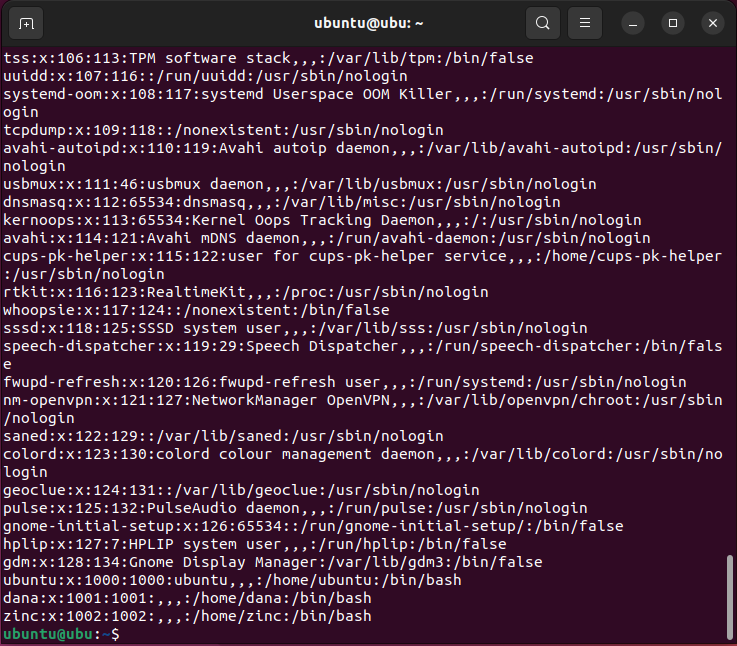 ubuntu@ubu: ~
tss:x:106:113:TPM software stack,,,:/var/lib/tpm:/bin/false
uuidd:x:107:116::/run/uuidd:/usr/sbin/nologin
systemd-oom:x:108:117:systemd Userspace OOM Killer,,,:/run/systemd:/usr/sbin/nol
ogin
tcpdump:x:109:118::/nonexistent:/usr/sbin/nologin
avahi-autoipd:x:110:119:Avahi autoip daemon,,,:/var/lib/avahi-autoipd:/usr/sbin/
nologin
usbmux:x:111:46:usbmux daemon,,,:/var/lib/usbmux:/usr/sbin/nologin
dnsmasq:x:112:65534:dnsmasq,,,:/var/lib/misc:/usr/sbin/nologin
kernoops:x:113:65534:Kernel Oops Tracking Daemon,,,:/:/usr/sbin/nologin
avahi:x:114:121:Avahi mDNS daemon,,,:/run/avahi-daemon:/usr/sbin/nologin
cups-pk-helper:x:115:122:user for cups-pk-helper service,,,:/home/cups-pk-helper
:/usr/sbin/nologin
rtkit:x:116:123:RealtimeKit,,,:/proc:/usr/sbin/nologin
whoopsie:x:117:124::/nonexistent:/bin/false
sssd:x:118:125:SSSD system user,,,:/var/lib/sss:/usr/sbin/nologin
speech-dispatcher:x:119:29:Speech Dispatcher,,,:/run/speech-dispatcher:/bin/fals
e
fwupd-refresh:x:120:126:fwupd-refresh user,,,:/run/systemd:/usr/sbin/nologin
nm-openvpn:x:121:127:NetworkManager OpenVPN,,,:/var/lib/openvpn/chroot:/usr/sbin
/nologin
saned:x:122:129::/var/lib/saned:/usr/sbin/nologin
colord:x:123:130:colord colour management daemon,,,:/var/lib/colord:/usr/sbin/no
login
geoclue:x:124:131::/var/lib/geoclue:/usr/sbin/nologin
pulse:x:125:132:PulseAudio daemon,,,:/run/pulse:/usr/sbin/nologin
gnome-initial-setup:x:126:65534::/run/gnome-initial-setup/:/bin/false
hplip:x:127:7:HPLIP system user,,,:/run/hplip:/bin/false
gdm:x:128:134:Gnome Display Manager:/var/lib/gdm3:/bin/false
ubuntu:x:1000:1000:ubuntu,,,:/home/ubuntu:/bin/bash
dana:x:1001:1001:,,,:/home/dana:/bin/bash
zinc:x:1002:1002:,,,:/home/zinc:/bin/bash
ubuntu@ubu:~$